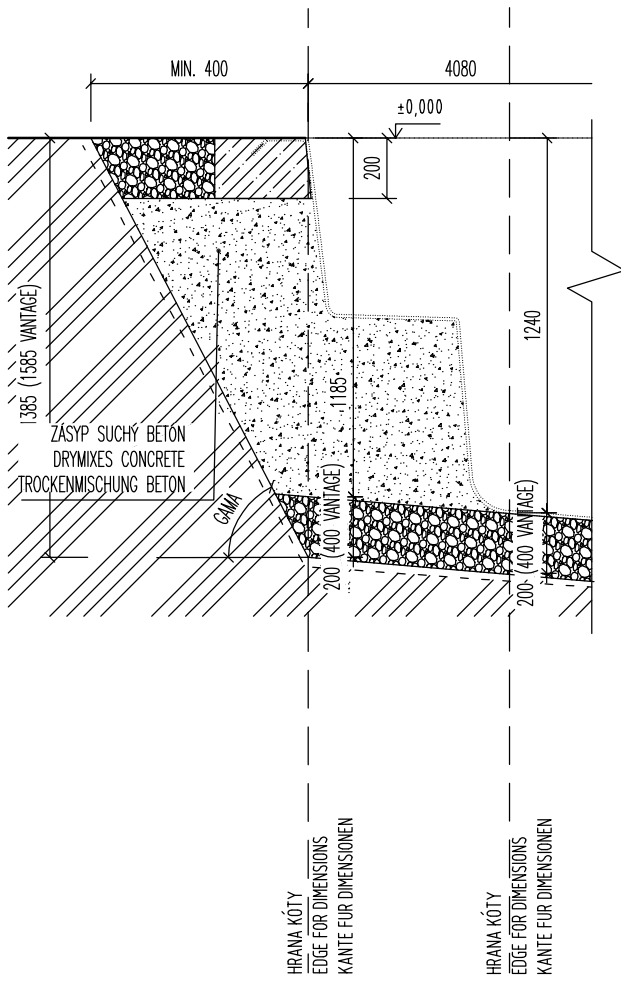 MIN. 400
4080
±0,000
200
1385 (1585 VANTAGE)
1240
1185
ZÁSYP SUCHÝ BETÓN
DRYMIXES CONCRETE
TROCKENMISCHUNG BETON
GAMA
200 (400 VANTAGE)
200 (400 VANTAGE)
HRANA KÓTY
EDGE FOR DIMENSIONS
KANTE FUR DIMENSIONEN
HRANA KÓTY
EDGE FOR DIMENSIONS
KANTE FUR DIMENSIONEN